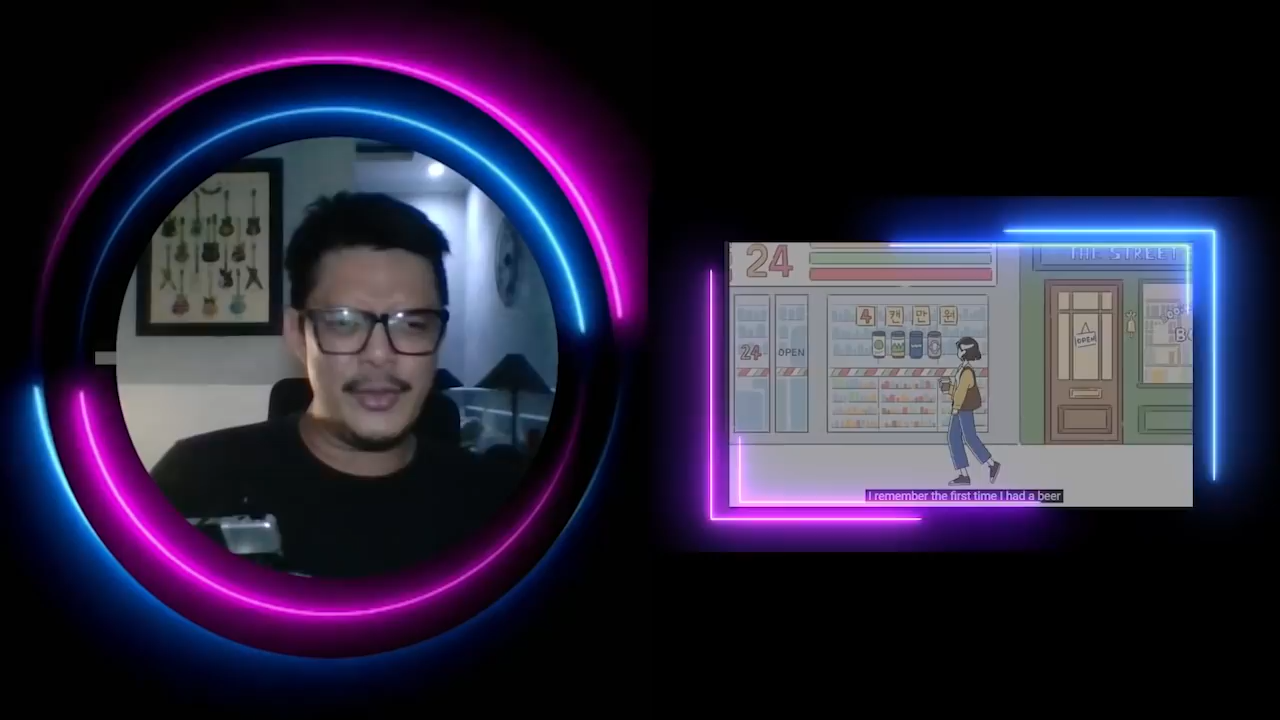 24
THE STREET
4캔만원
OPEN
24
OPEN
I remember the first time I had a beer